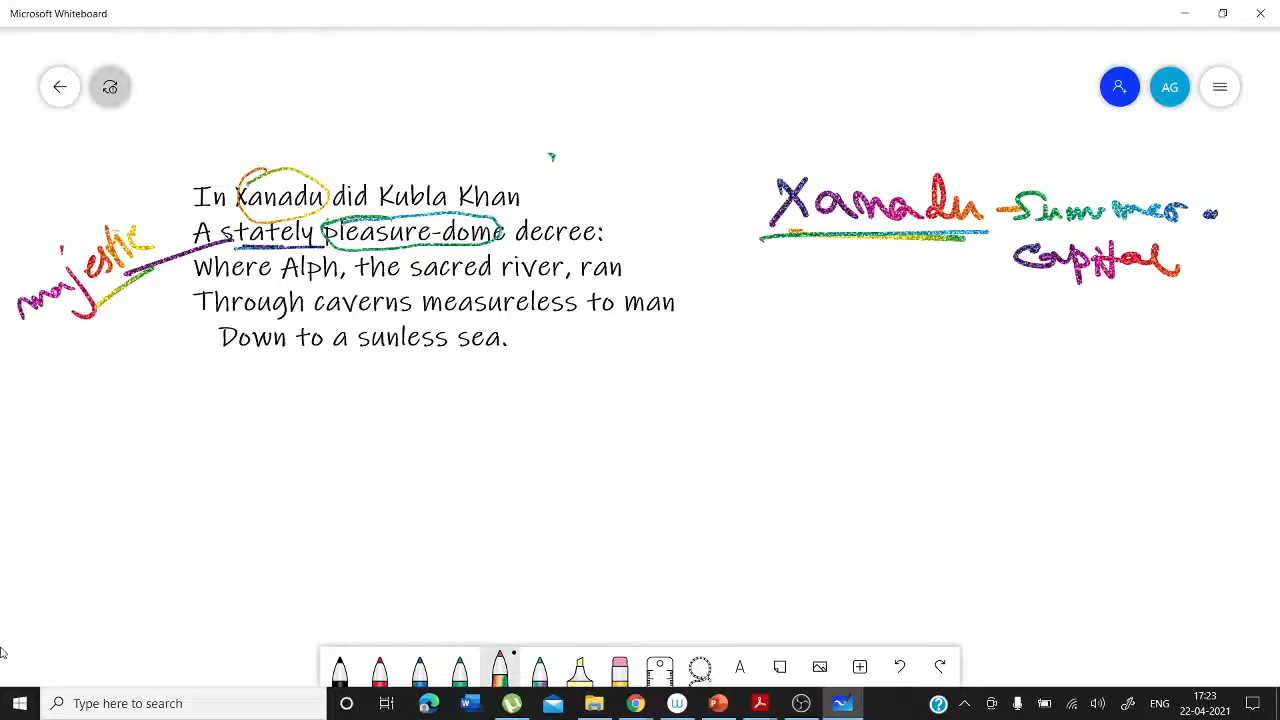 Microsoft Whiteboard
AG
In Xanadu did Kubla Khan
A stately pleasure-dome decree:
Where Alph, the sacred river, ran
Through caverns measureless to man
Down to a sunless sea.
majestic
Xanadu - Summer.
Capital
A
Type here to search
ENG
17:23
22-04-2021